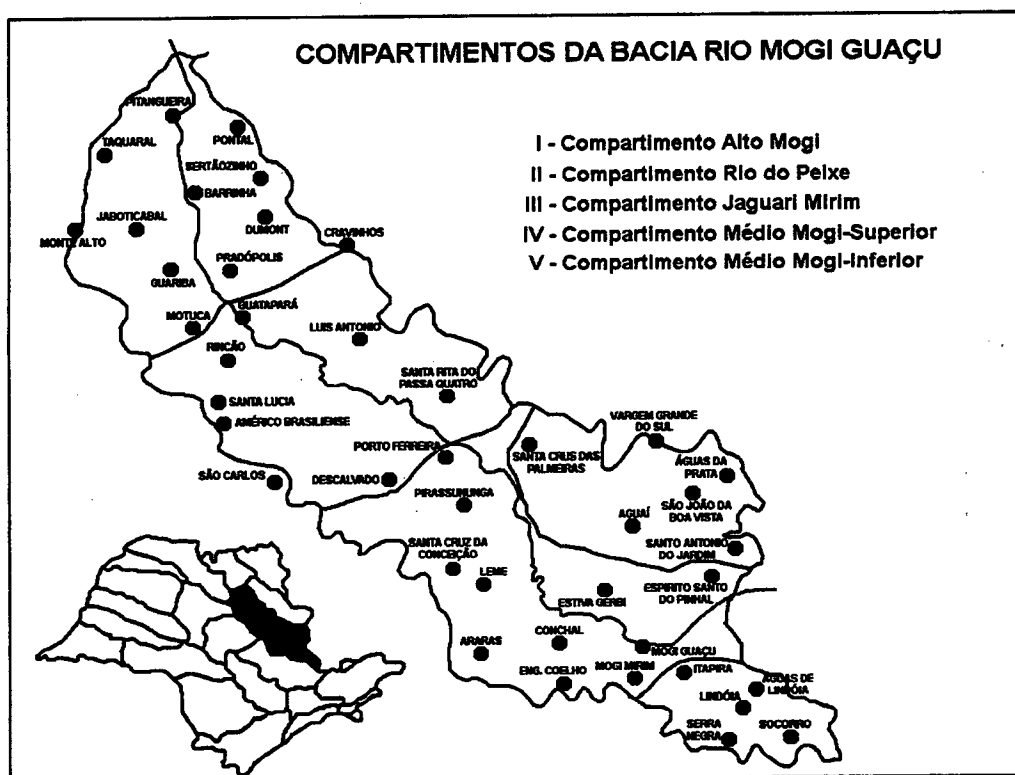 COMPARTIMENTOS DA BACIA RIO MOGI GUAÇU
I - Compartimento Alto Mogi
II - Compartimento Rio do Peixe
III - Compartimento Jaguari Mirim
IV - Compartimento Médio Mogi-Superior
V - Compartimento Médio Mogi-Inferior
PITANGUEIRA
PONTAL
TAQUARAL
SERTÃOZINHO
BARRINHA
JABOTICABAL
DUMONT
CRAVINHOS
MONTE ALTO
PRADÓPOLIS
GUARIBA
GUATAPARÁ
MOTUCA
LUIS ANTONIO
RINCÃO
SANTA RITA DO
PASSA QUATRO
SANTA LUCIA
AMÉRICO BRASILIENSE
VARGEM GRANDE
DO SUL
PORTO FERREIRA
SANTA CRUS DAS
PALMEIRAS
ÁGUAS DA
PRATA
SÃO CARLOS
DESCALVADO
PIRASSUNUNGA
SÃO JOÃO DA
BOA VISTA
AGUAÍ
SANTA CRUZ DA
CONCEIÇÃO
SANTO ANTONIO
DO JARDIM
LEME
ESPIRITO SANTO
DO PINHAL
ESTIVA GERBI
CONCHAL
ARARAS
MOGI GUAÇU
ENG. COELHO
MOGI MIRIM
ITAPIRA
ÁGUAS DE
LINDÓIA
LINDÓIA
SERRA
NEGRA
SOCORRO